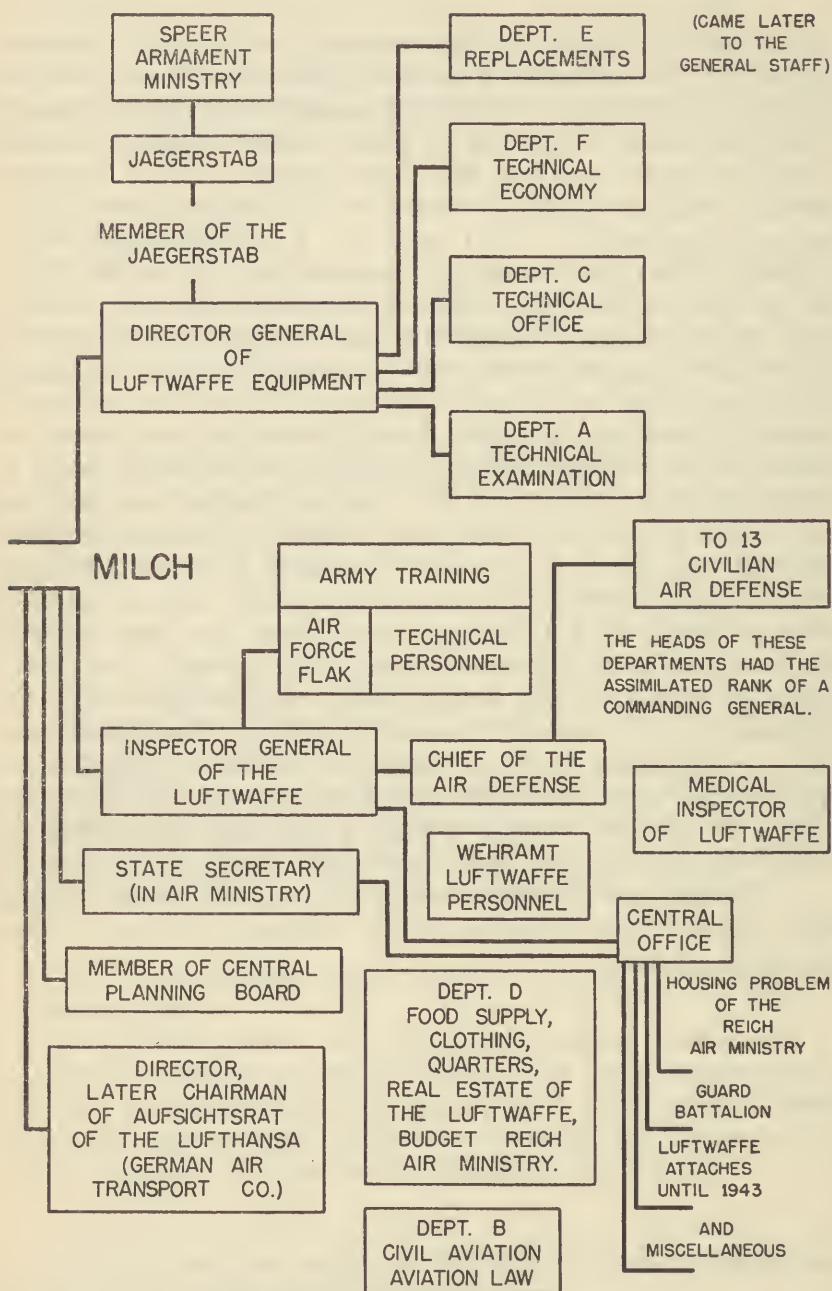 SPEER
ARMAMENT
MINISTRY
DEPT. E
REPLACEMENTS
(CAME LATER
TO THE
GENERAL STAFF)
JAEGERSTAB
DEPT. F
TECHNICAL
ECONOMY
MEMBER OF THE
JAEGERSTAB
DEPT. C
TECHNICAL
OFFICE
DIRECTOR GENERAL
OF
LUFTWAFFE EQUIPMENT
DEPT. A
TECHNICAL
EXAMINATION
MILCH
ARMY TRAINING
AIR
FORCE
FLAK
TECHNICAL
PERSONNEL
TO 13
CIVILIAN
AIR DEFENSE
THE HEADS OF THESE
DEPARTMENTS HAD THE
ASSIMILATED RANK OF A
COMMANDING GENERAL.
INSPECTOR GENERAL
OF THE
LUFTWAFFE
CHIEF OF THE
AIR DEFENSE
MEDICAL
INSPECTOR
OF LUFTWAFFE
STATE SECRETARY
(IN AIR MINISTRY)
WEHRAMT
LUFTWAFFE
PERSONNEL
CENTRAL
OFFICE
MEMBER OF CENTRAL
PLANNING BOARD
DEPT. D
FOOD SUPPLY,
CLOTHING,
QUARTERS,
REAL ESTATE OF
THE LUFTWAFFE,
BUDGET REICH
AIR MINISTRY.
HOUSING PROBLEM
OF THE
REICH
AIR MINISTRY
GUARD
BATTALION
LUFTWAFFE
ATTACHES
UNTIL 1943
AND
MISCELLANEOUS
DIRECTOR,
LATER CHAIRMAN
OF AUFSICHTSRAT
OF THE LUFTHANSA
(GERMAN AIR
TRANSPORT CO.)
DEPT. B
CIVIL AVIATION
AVIATION LAW